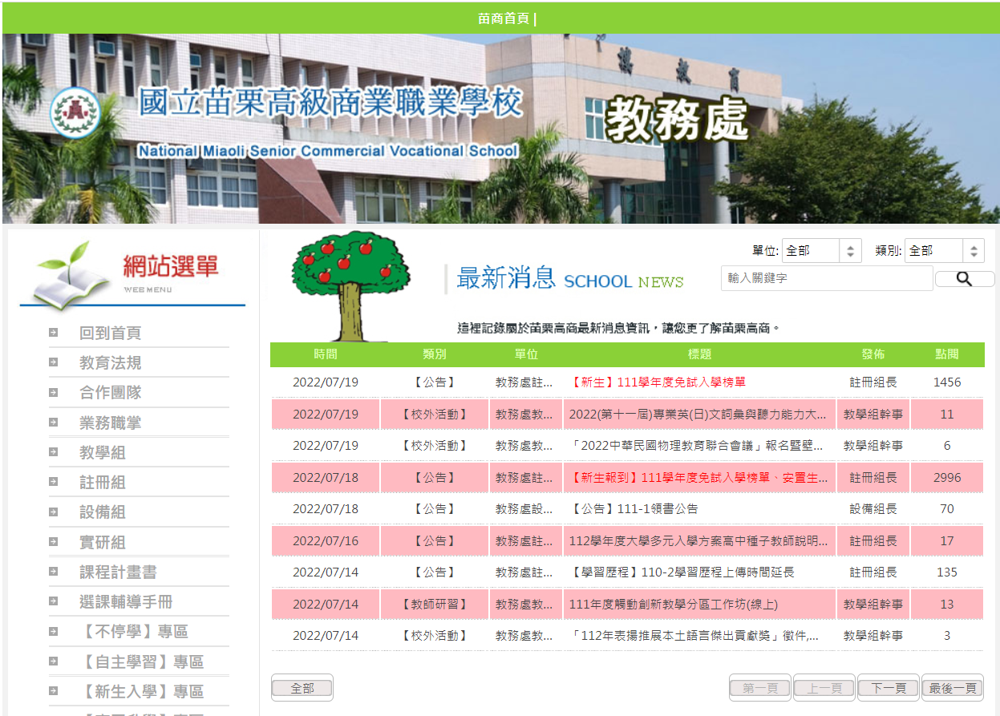 苗商首頁 |
國立苗栗高級商業職業學校
National Miaoli Senior Commercial Vocational School
教務處
網站選單
WEB MENU
回到首頁
教育法規
合作團隊
業務職掌
教學組
註冊組
設備組
實研組
課程計畫書
選課輔導手冊
【不停學】專區
【自主學習】專區
【新生入學】專區
最新消息 SCHOOL NEWS
單位: 全部 類別: 全部
輸入關鍵字
這裡記錄關於苗栗高商最新消息資訊，讓您更了解苗栗高商。
時間 類別 單位 標題 發佈 點閱
2022/07/19 【公告】 教務處註... 【新生】111學年度免試入學榜單 註冊組長 1456
2022/07/19 【校外活動】 教務處教... 2022(第十一屆)專業英(日)文詞彙與聽力能力大... 教學組幹事 11
2022/07/19 【校外活動】 教務處教... 「2022中華民國物理教育聯合會議」報名暨壁... 教學組幹事 6
2022/07/18 【公告】 教務處註... 【新生報到】111學年度免試入學榜單、安置生... 註冊組長 2996
2022/07/18 【公告】 教務處設... 【公告】111-1領書公告 設備組長 70
2022/07/16 【公告】 教務處註... 112學年度大學多元入學方案高中種子教師說明... 註冊組長 17
2022/07/14 【公告】 教務處註... 【學習歷程】110-2學習歷程上傳時間延長 註冊組長 135
2022/07/14 【教師研習】 教務處教... 111年度觸動創新教學分區工作坊(線上) 教學組幹事 13
2022/07/14 【校外活動】 教務處教... 「112年表揚推展本土語言傑出貢獻獎」徵件,... 教學組幹事 3
全部 第一頁 上一頁 下一頁 最後一頁